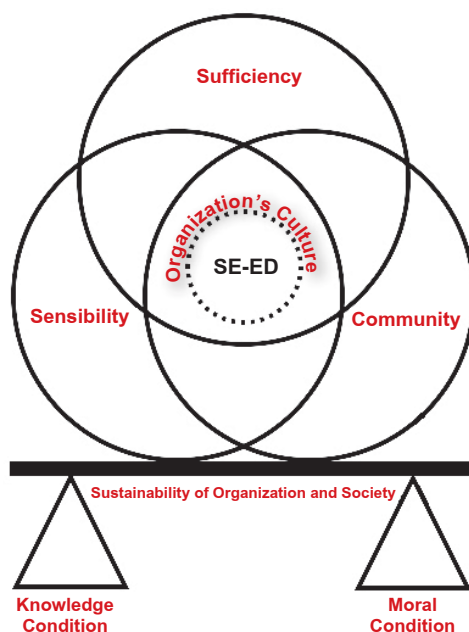 Sufficiency
Organization's Culture
SE-ED
Sensibility
Community
Sustainability of Organization and Society
Knowledge
Condition
Moral
Condition